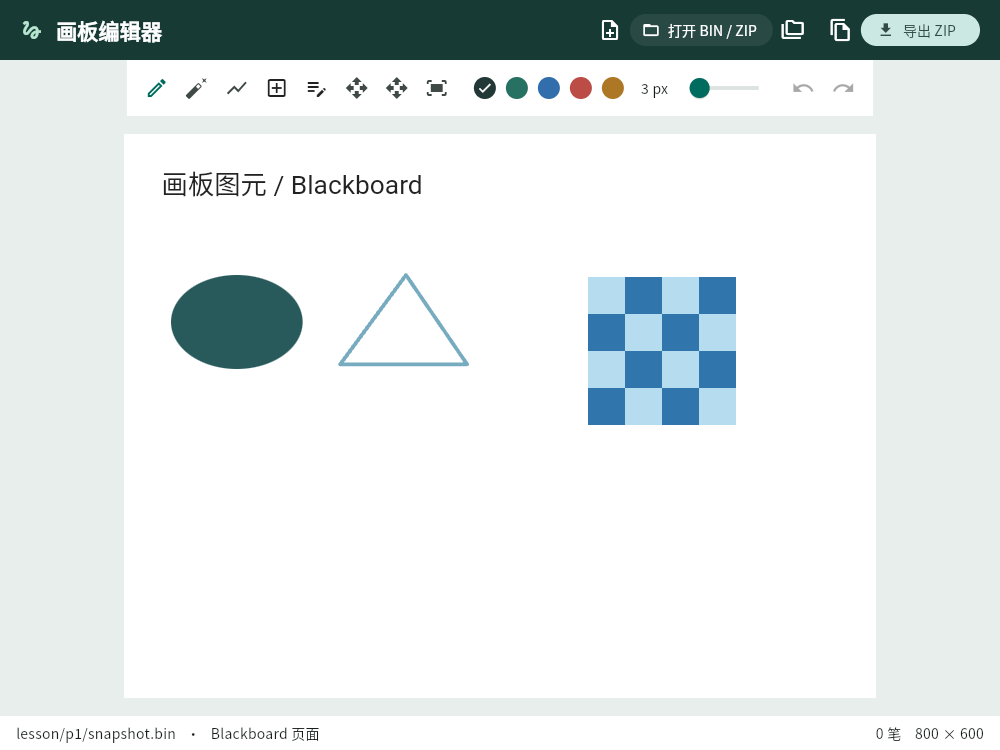 画板编辑器
打开 BIN / ZIP
导出 ZIP
3 px
画板图元 / Blackboard
lesson/p1/snapshot.bin • Blackboard 页面
0 笔 800 × 600